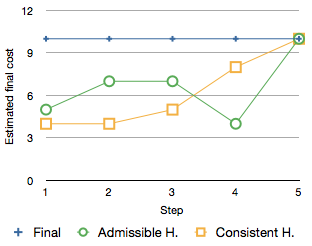 12
9
6
3
0
Estimated final cost
1 2 3 4 5
Step
Final Admissible H. Consistent H.